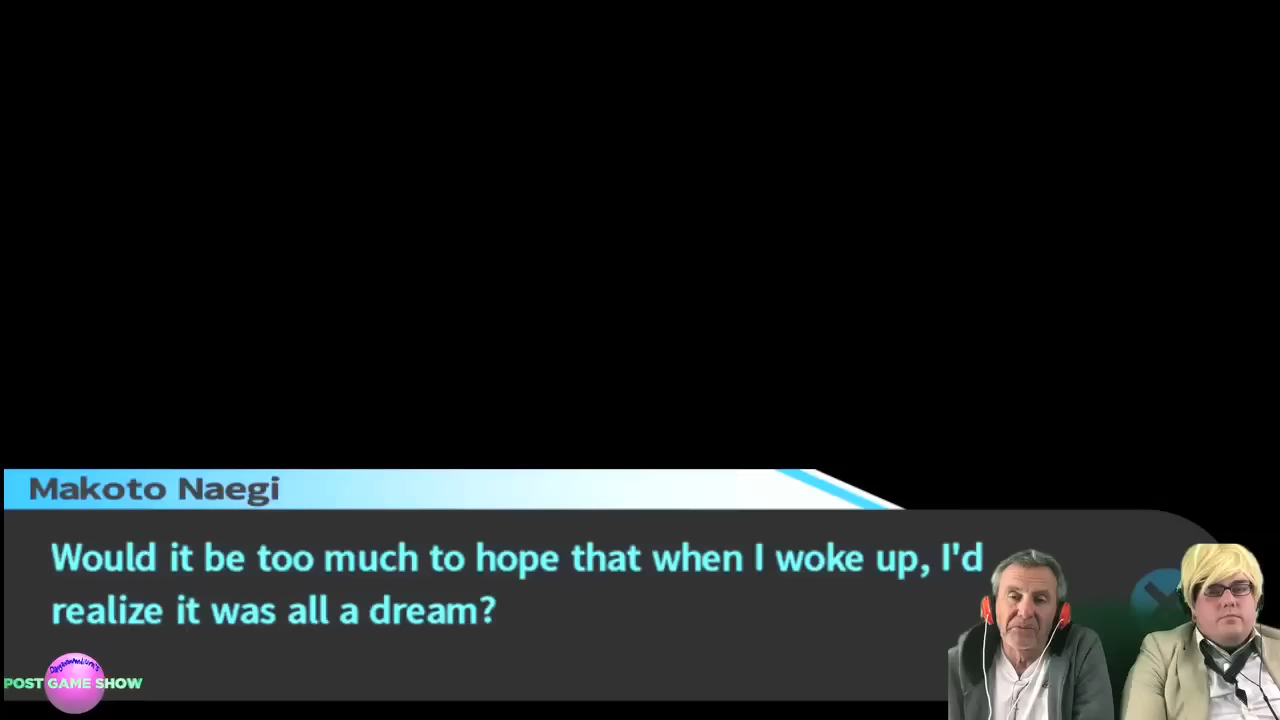 Makoto Naegi
Would it be too much to hope that when I woke up, I'd
realize it was all a dream?
POST GAME SHOW